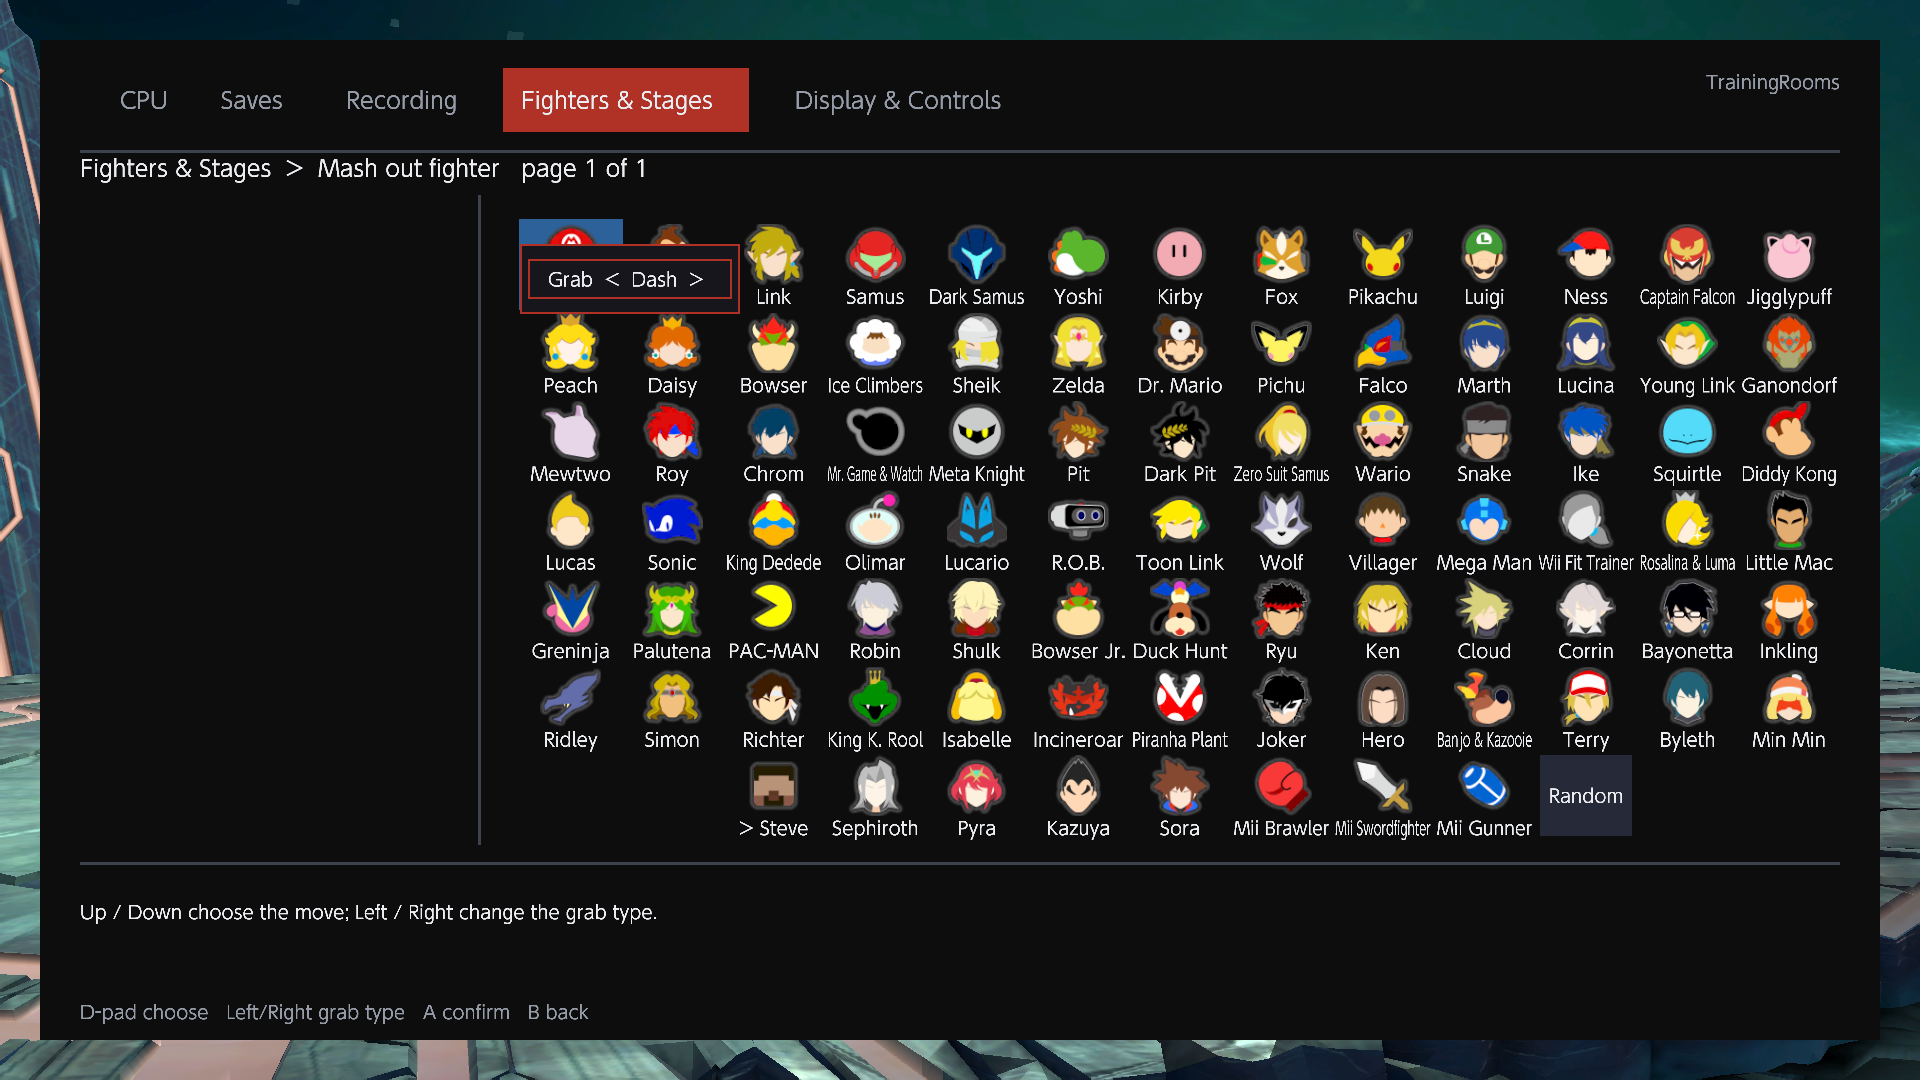 CPU Saves Recording Fighters & Stages Display & Controls TrainingRooms
Fighters & Stages > Mash out fighter page 1 of 1
Grab < Dash >
Link Samus Dark Samus Yoshi Kirby Fox Pikachu Luigi Ness Captain Falcon Jigglypuff
Peach Daisy Bowser Ice Climbers Sheik Zelda Dr. Mario Pichu Falco Marth Lucina Young Link Ganondorf
Mewtwo Roy Chrom Mr. Game & Watch Meta Knight Pit Dark Pit Zero Suit Samus Wario Snake Ike Squirtle Diddy Kong
Lucas Sonic King Dedede Olimar Lucario R.O.B. Toon Link Wolf Villager Mega Man Wii Fit Trainer Rosalina & Luma Little Mac
Greninja Palutena PAC-MAN Robin Shulk Bowser Jr. Duck Hunt Ryu Ken Cloud Corrin Bayonetta Inkling
Ridley Simon Richter King K. Rool Isabelle Incineroar Piranha Plant Joker Hero Banjo & Kazooie Terry Byleth Min Min
> Steve Sephiroth Pyra Kazuya Sora Mii Brawler Mii Swordfighter Mii Gunner Random
Up / Down choose the move; Left / Right change the grab type.
D-pad choose Left/Right grab type A confirm B back